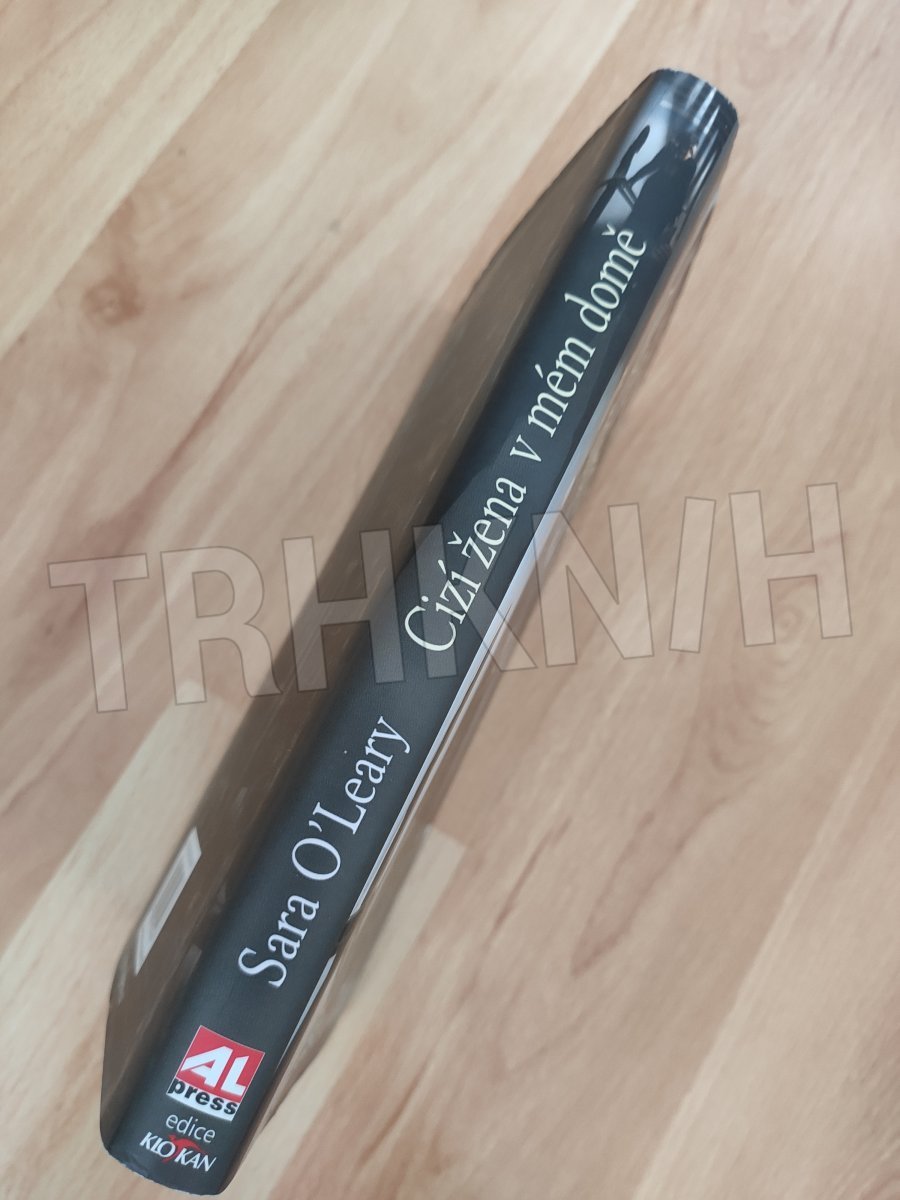 Sara O'Leary Cizí žena v mém domě
AL
press
edice
KLOKAN
TRHKNIH